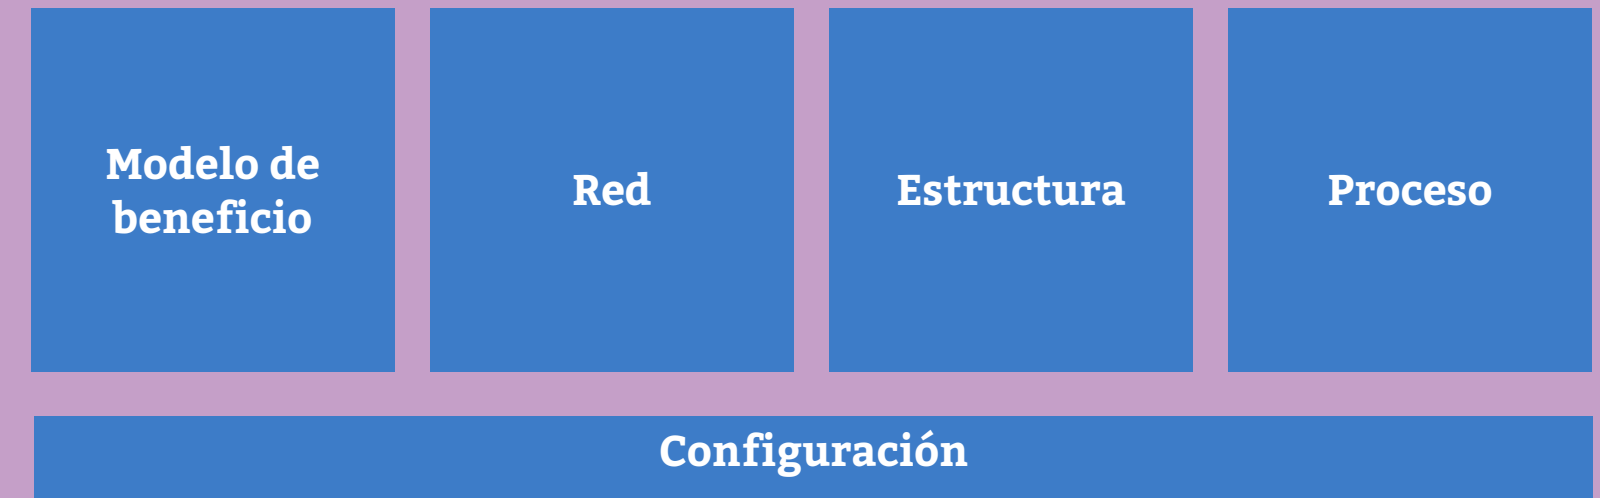 Modelo de
beneficio
Red
Estructura
Proceso
Configuración